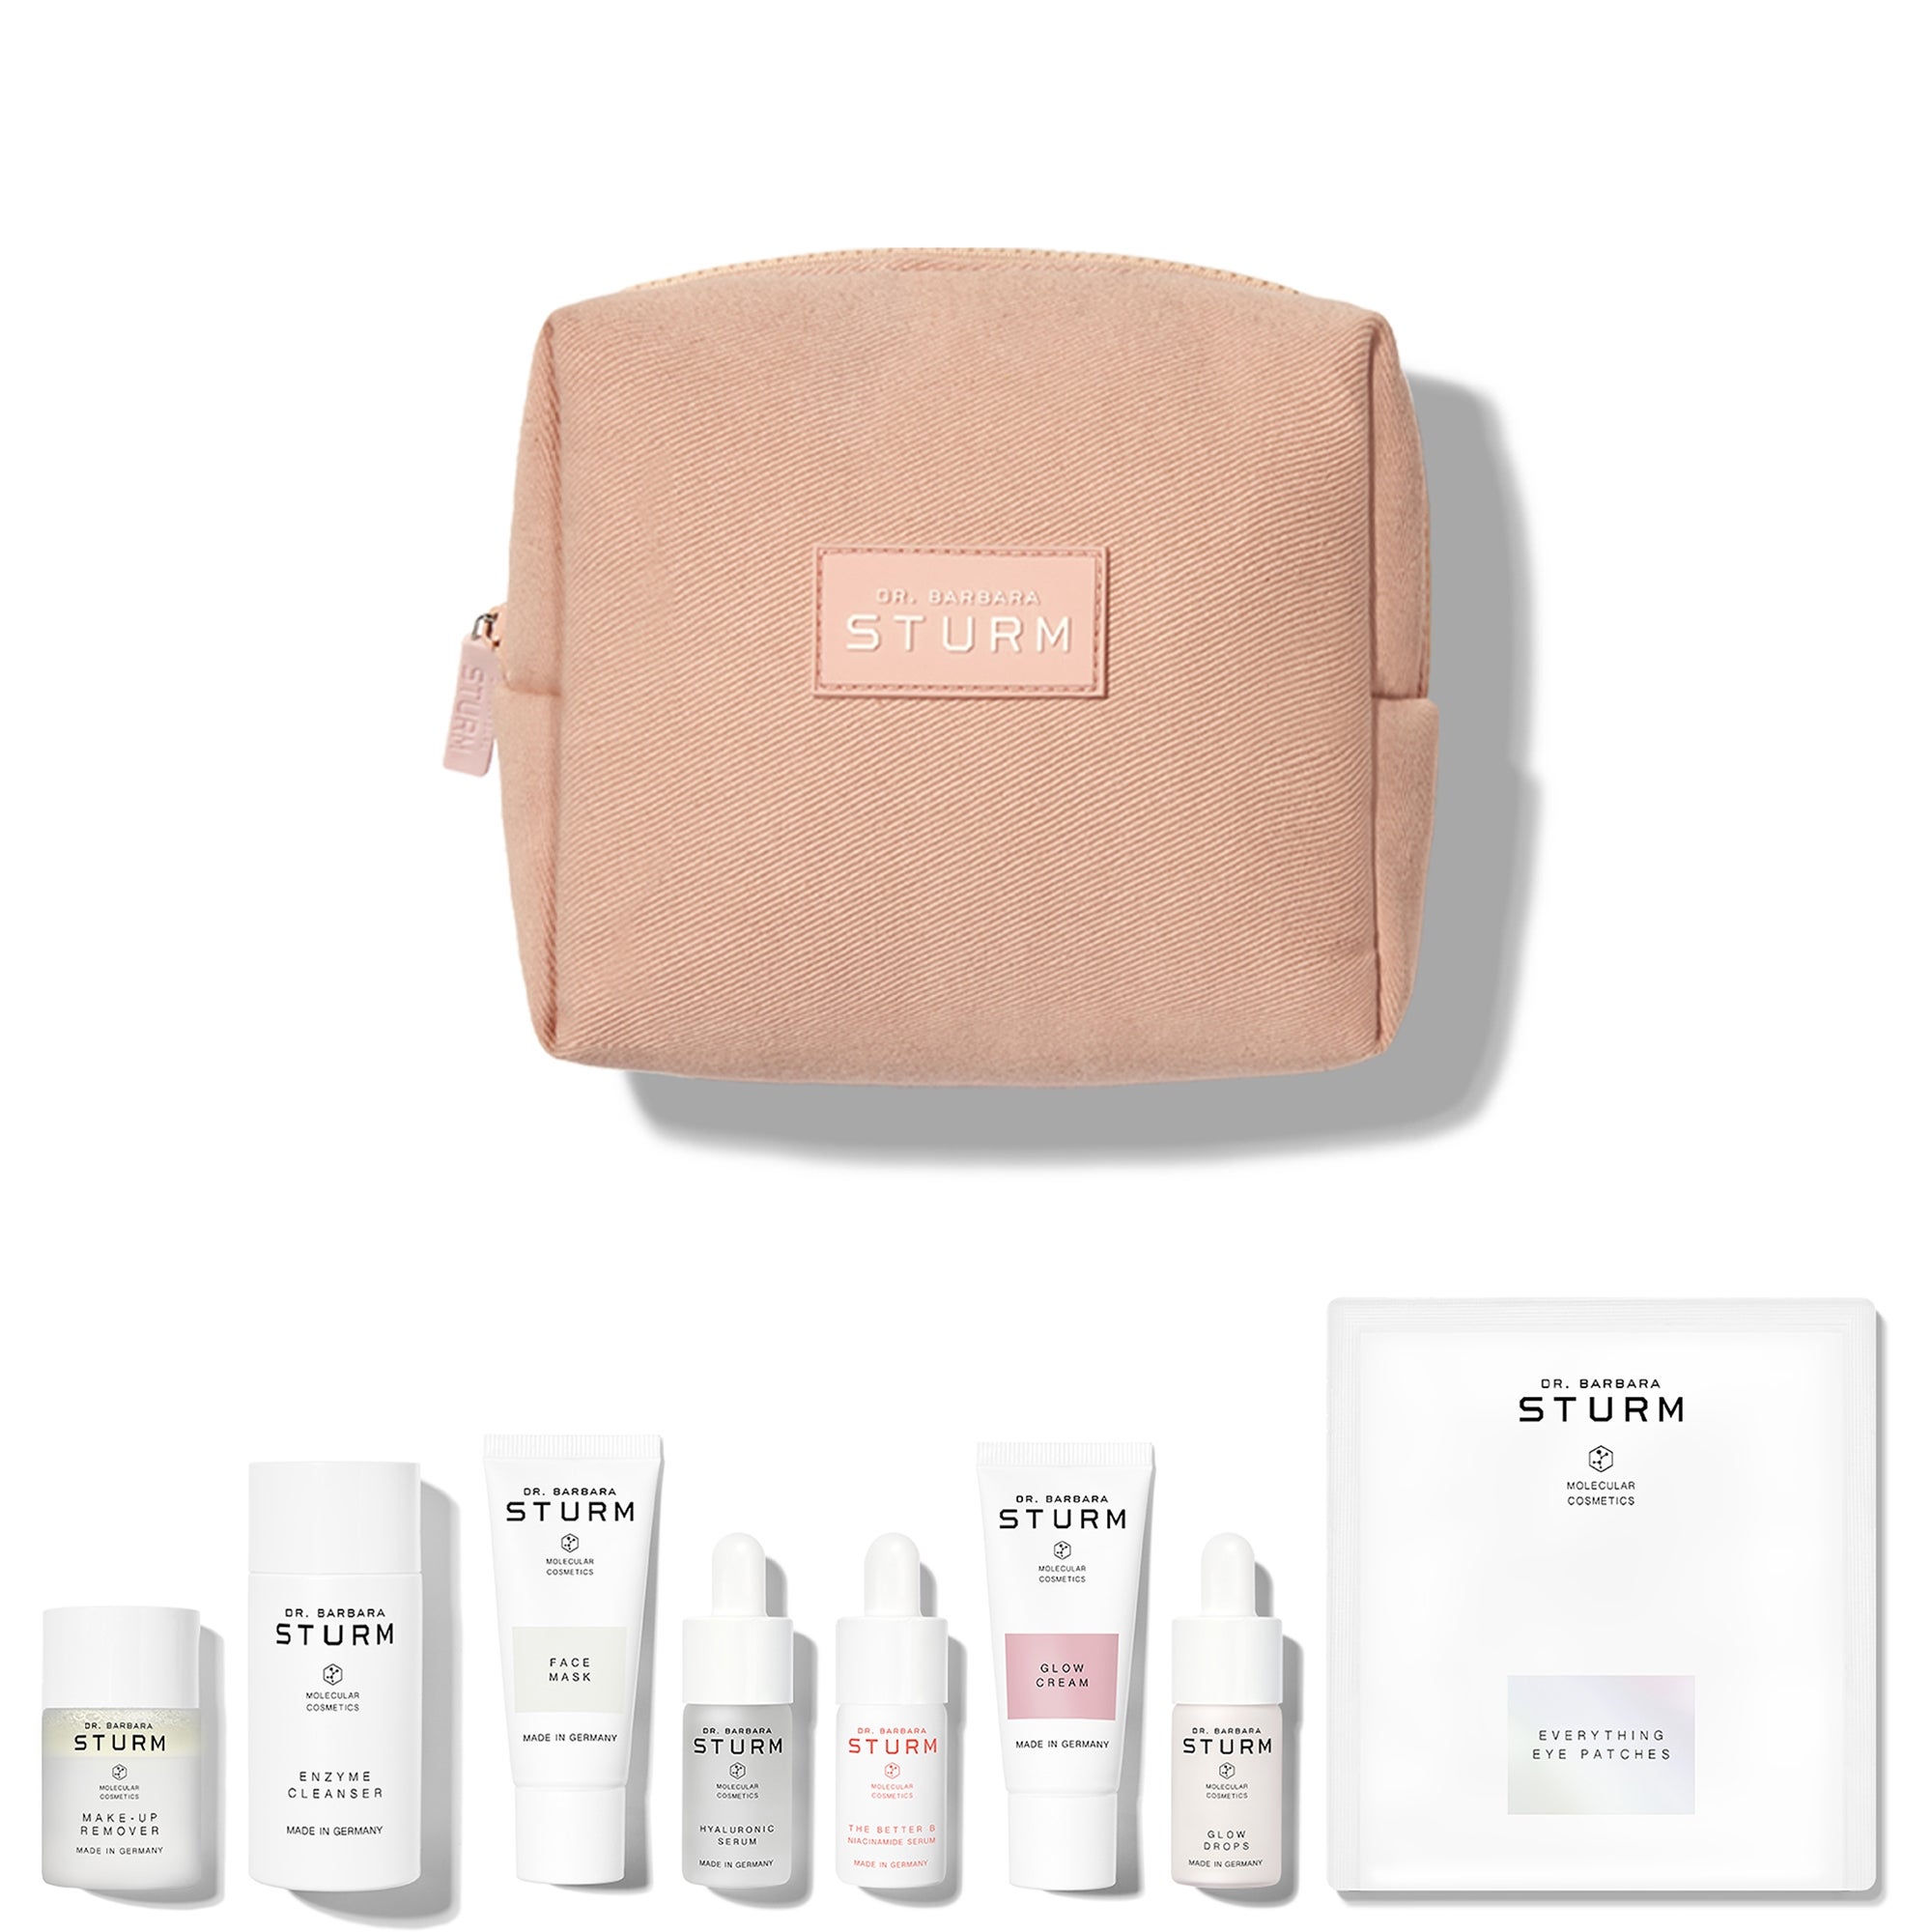 DR. BARBARA
STURM
STURM
DR. BARBARA
STURM
MOLECULAR
COSMETICS
MAKE-UP
REMOVER
MADE IN GERMANY
DR. BARBARA
STURM
MOLECULAR
COSMETICS
ENZYME
CLEANSER
MADE IN GERMANY
DR. BARBARA
STURM
MOLECULAR
COSMETICS
FACE
MASK
MADE IN GERMANY
DR. BARBARA
STURM
MOLECULAR
COSMETICS
HYALURONIC
SERUM
MADE IN GERMANY
DR. BARBARA
STURM
MOLECULAR
COSMETICS
THE BETTER B
NIACINAMIDE SERUM
MADE IN GERMANY
DR. BARBARA
STURM
MOLECULAR
COSMETICS
GLOW
CREAM
MADE IN GERMANY
DR. BARBARA
STURM
MOLECULAR
COSMETICS
GLOW
DROPS
MADE IN GERMANY
DR. BARBARA
STURM
MOLECULAR
COSMETICS
EVERYTHING
EYE PATCHES